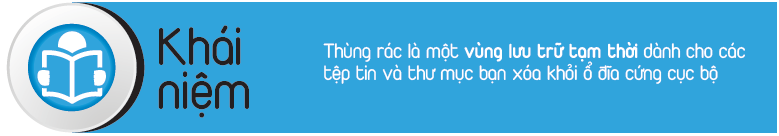 Khái
niệm
Thùng rác là một vùng lưu trữ tạm thời dành cho các
tệp tin và thư mục bạn xóa khỏi ổ đĩa cứng cục bộ